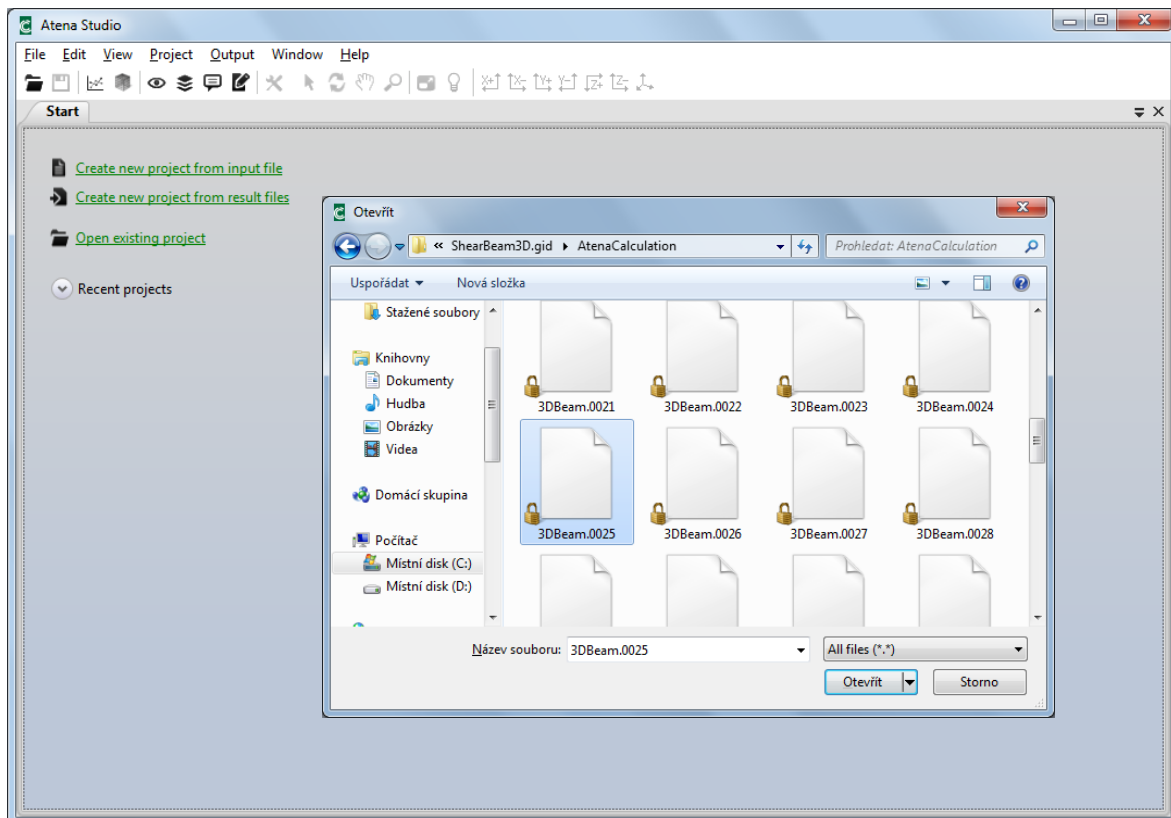 Atena Studio
File Edit View Project Output Window Help
X+ X- Y+ Y- Z+ Z-
Start
Create new project from input file
Create new project from result files
Open existing project
Recent projects
Otevřít
« ShearBeam3D.gid AtenaCalculation
Prohledat: AtenaCalculation
Uspořádat Nová složka
Stažené soubory
Knihovny
Dokumenty
Hudba
Obrázky
Videa
Domácí skupina
Počítač
Místní disk (C:)
Místní disk (D:)
3DBeam.0021 3DBeam.0022 3DBeam.0023 3DBeam.0024
3DBeam.0025 3DBeam.0026 3DBeam.0027 3DBeam.0028
Název souboru: 3DBeam.0025 All files (*.*)
Otevřít Storno